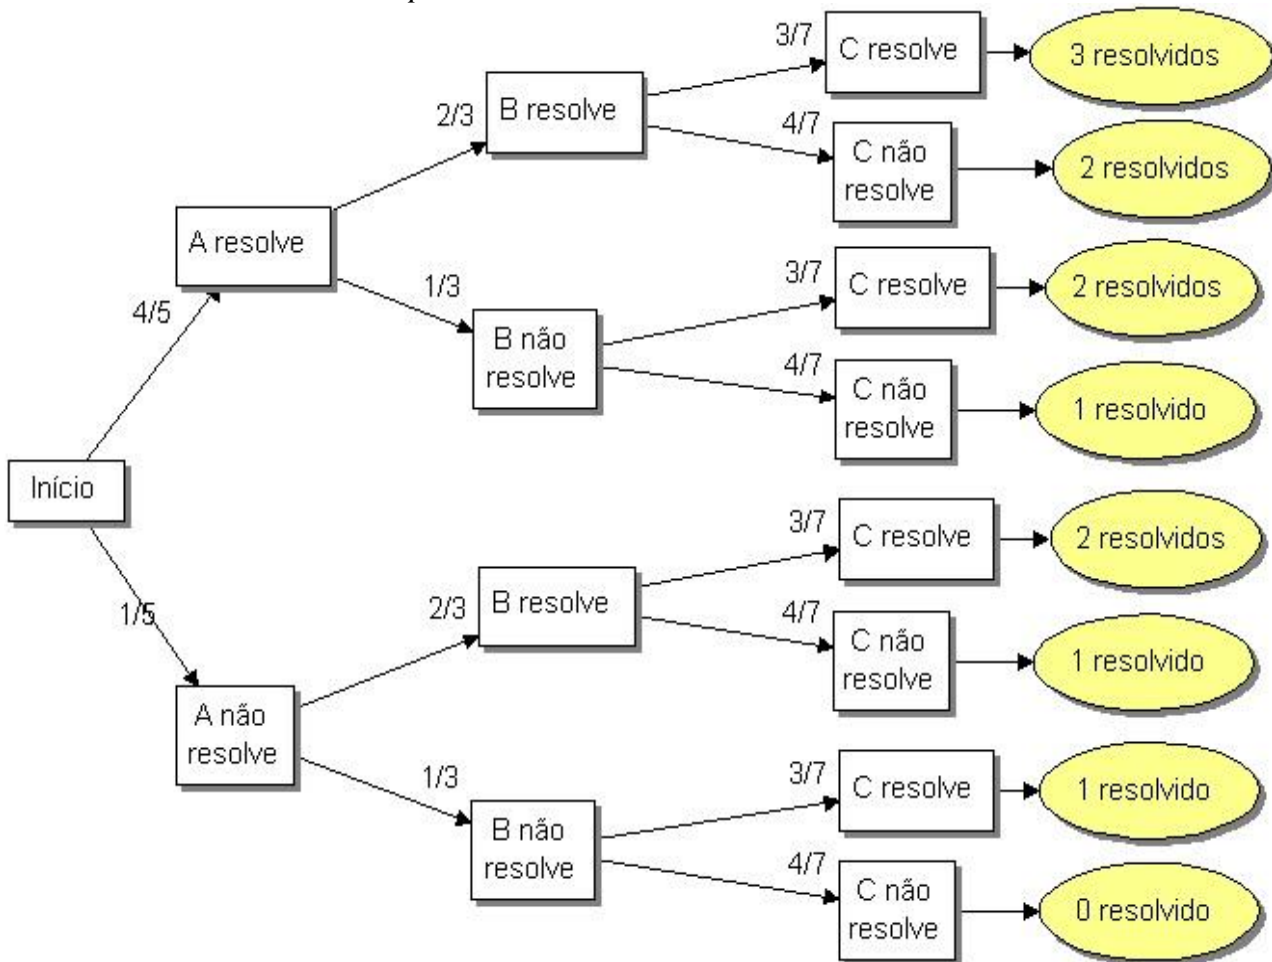 3/7
C resolve
3 resolvidos
2/3
B resolve
4/7
C não
resolve
2 resolvidos
A resolve
4/5
1/3
B não
resolve
3/7
C resolve
2 resolvidos
4/7
C não
resolve
1 resolvido
Início
1/5
A não
resolve
2/3
B resolve
3/7
C resolve
2 resolvidos
4/7
C não
resolve
1 resolvido
1/3
B não
resolve
3/7
C resolve
1 resolvido
4/7
C não
resolve
0 resolvido